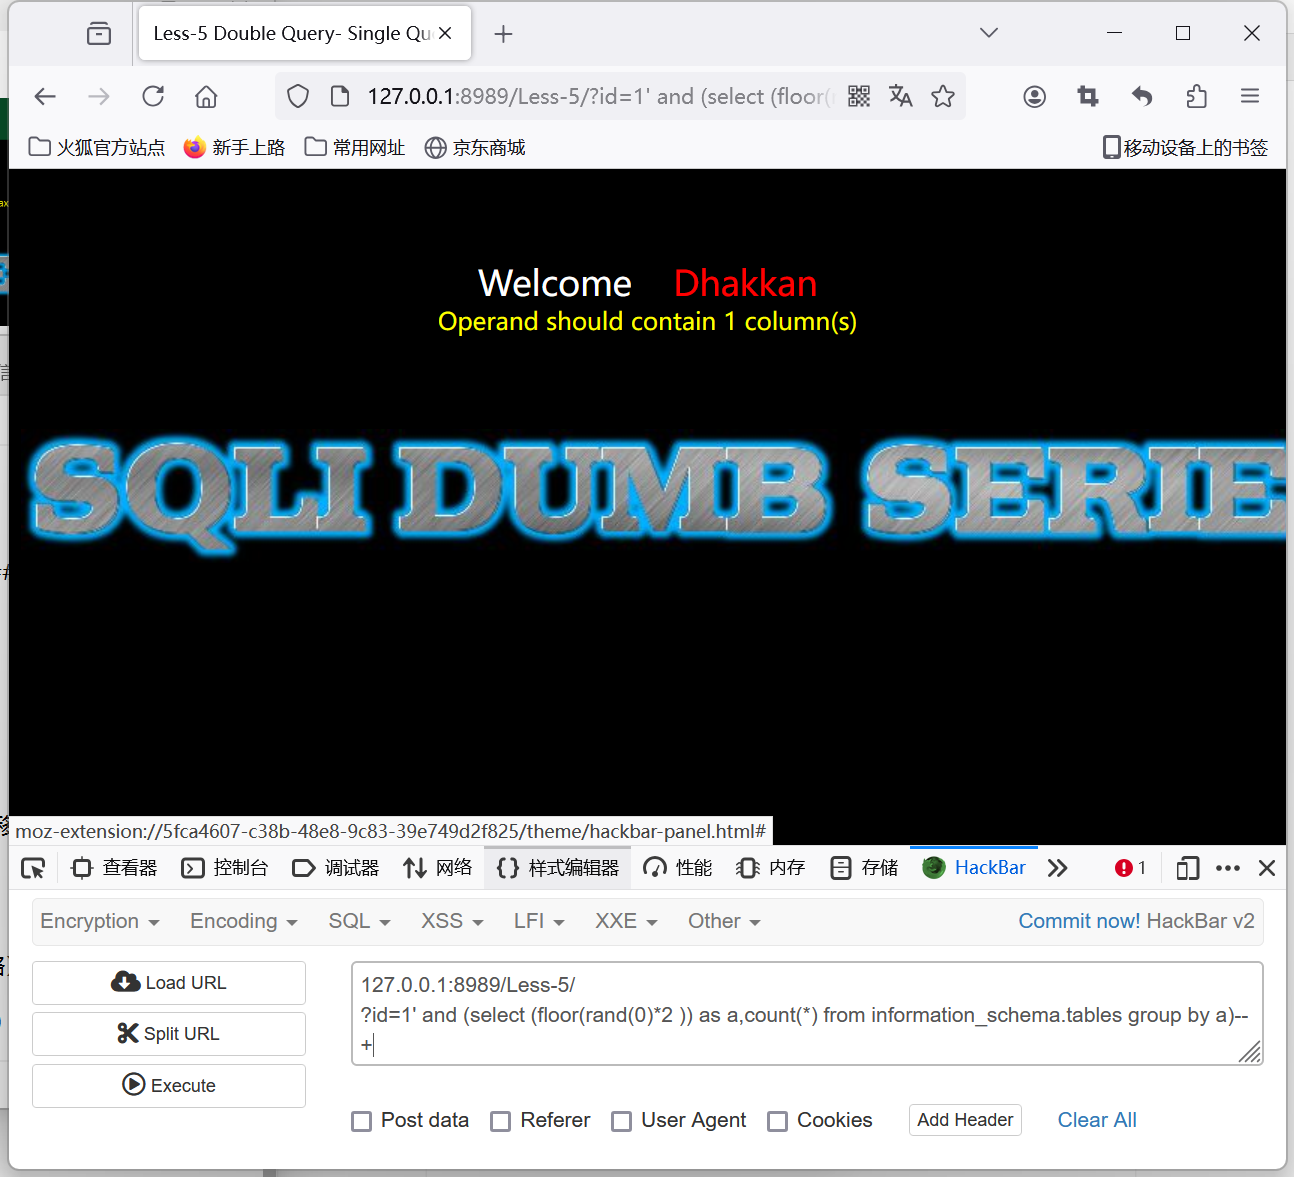 Less-5 Double Query- Single Qu
127.0.0.1:8989/Less-5/?id=1' and (select (floor(r
火狐官方站点 新手上路 常用网址 京东商城 移动设备上的书签
Welcome Dhakkan
Operand should contain 1 column(s)
SQLI DUMB SERIE
moz-extension://5fca4607-c38b-48e8-9c83-39e749d2f825/theme/hackbar-panel.html#
查看器 控制台 调试器 网络 {} 样式编辑器 性能 内存 存储 HackBar 1
Encryption Encoding SQL XSS LFI XXE Other Commit now! HackBar v2
Load URL
Split URL
Execute
127.0.0.1:8989/Less-5/
?id=1' and (select (floor(rand(0)*2 )) as a,count(*) from information_schema.tables group by a)--
+
Post data Referer User Agent Cookies Add Header Clear All